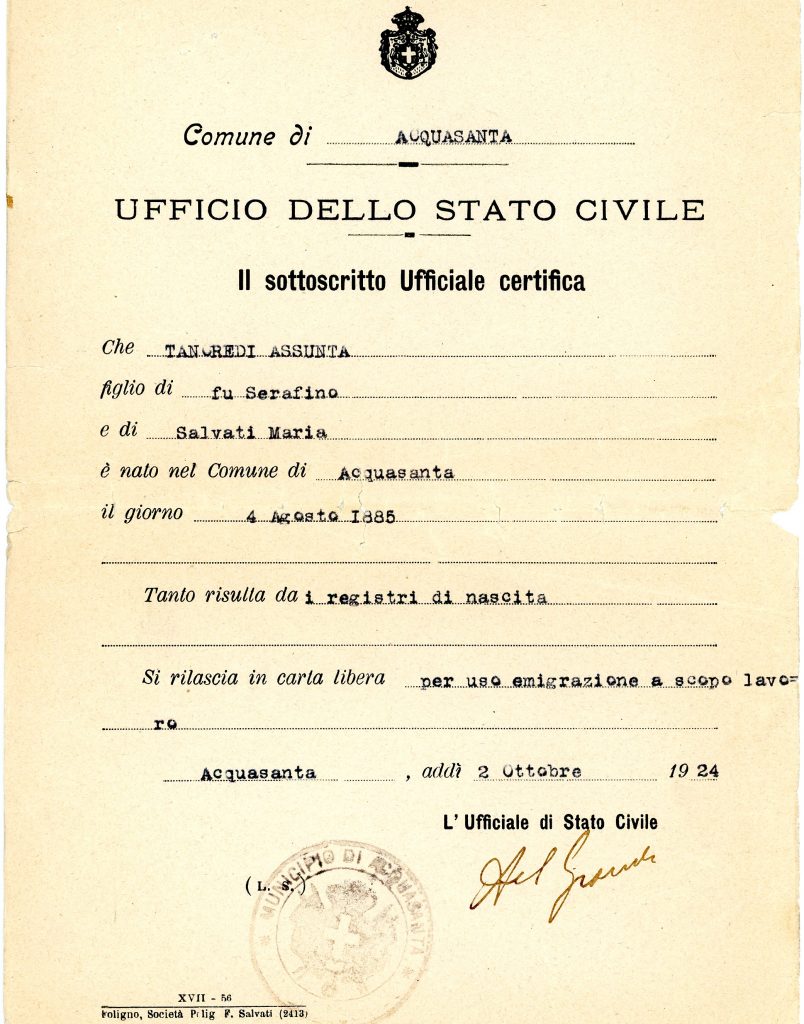 Comune di ACQUASANTA
UFFICIO DELLO STATO CIVILE
Il sottoscritto Ufficiale certifica
Che TANCREDI ASSUNTA
figlio di fu Serafino
e di Salvati Maria
è nato nel Comune di Acquasanta
il giorno 4 Agosto 1885
Tanto risulta da i registri di nascita
Si rilascia in carta libera per uso emigrazione a scopo lavo=
ro
Acquasanta, addì 2 Ottobre 1924
L' Ufficiale di Stato Civile
(L. S.)
MUNICIPIO DI ACQUASANTA
XVII - 56
Foligno, Società Polig F. Salvati (2413)